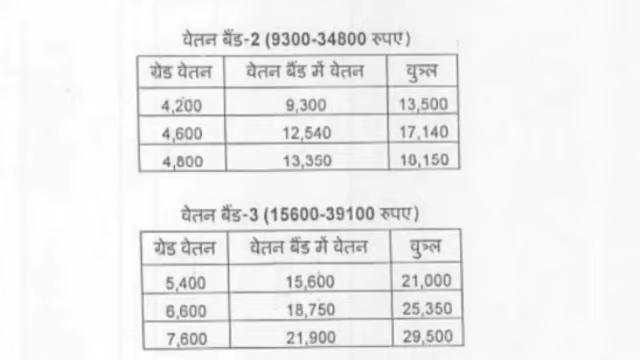 वेतन बैंड-2 (9300-34800 रुपए)
ग्रेड वेतन वेतन बैंड में वेतन कुल
4,200 9,300 13,500
4,600 12,540 17,140
4,800 13,350 18,150
वेतन बैंड-3 (15600-39100 रुपए)
ग्रेड वेतन वेतन बैंड में वेतन कुल
5,400 15,600 21,000
6,600 18,750 25,350
7,600 21,900 29,500